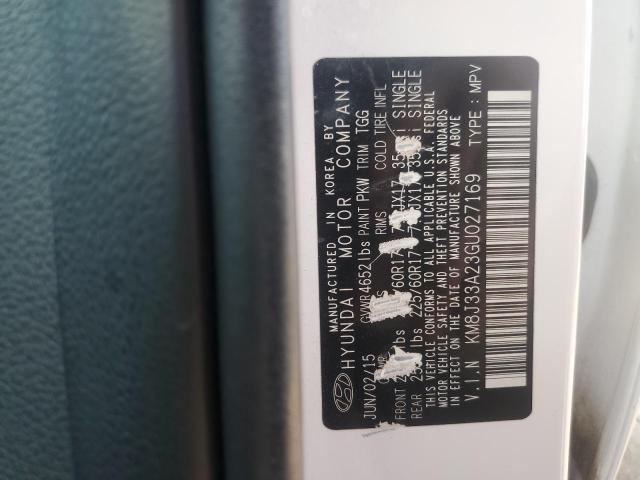 MANUFACTURED IN KOREA BY
HYUNDAI MOTOR COMPANY
JUN/02/15 GVWR 4652 lbs PAINT PKW TRIM TGG
RIMS COLD TIRE INFL
FRONT lbs /60R17 SINGLE
REAR lbs 225/60R17 SINGLE
THIS VEHICLE CONFORMS TO ALL APPLICABLE U.S.A. FEDERAL
MOTOR VEHICLE SAFETY AND THEFT PREVENTION STANDARDS
IN EFFECT ON THE DATE OF MANUFACTURE SHOWN ABOVE
V.I.N KM8J33A23GU027169 TYPE : MPV